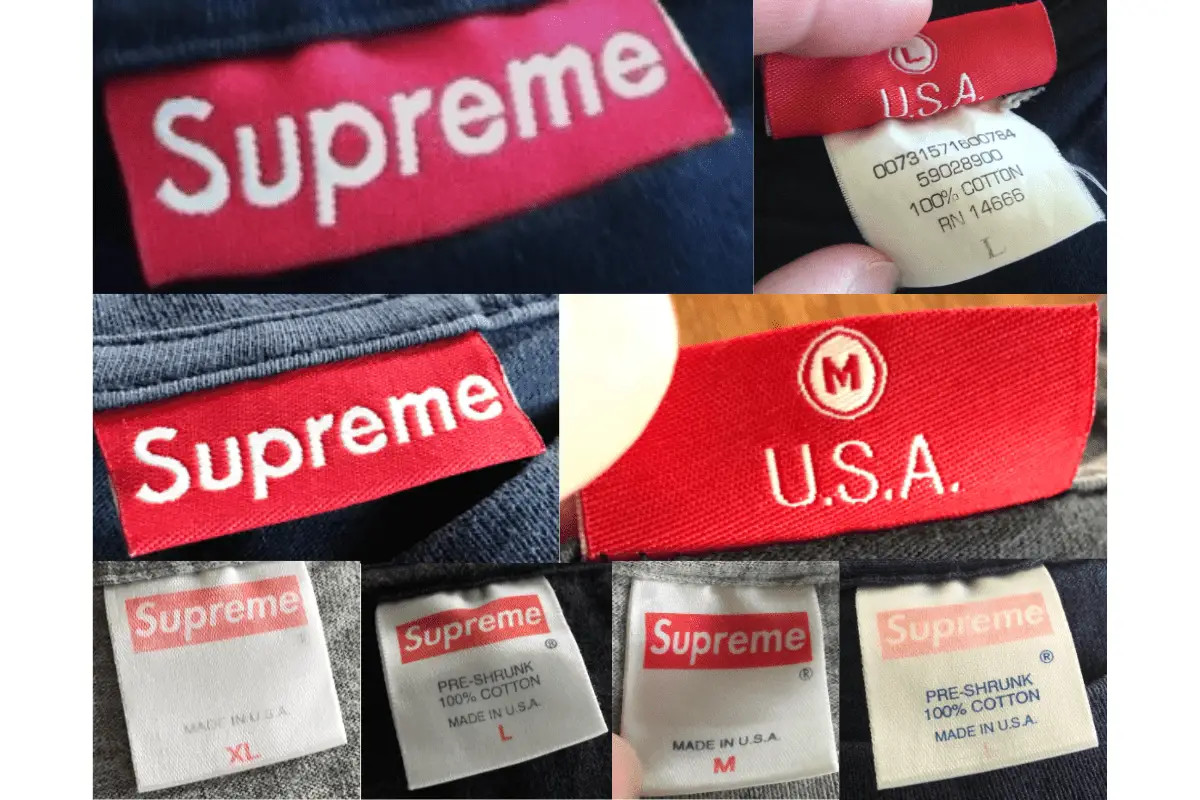 Supreme
L
U.S.A.
00731571600784
59028900
100% COTTON
RN 14666
L
Supreme
M
U.S.A.
Supreme
MADE IN U.S.A.
XL
Supreme
®
PRE-SHRUNK
100% COTTON
MADE IN U.S.A.
L
Supreme
®
MADE IN U.S.A.
M
Supreme
®
PRE-SHRUNK
100% COTTON
MADE IN U.S.A.
L